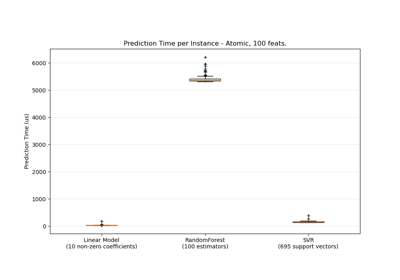 Prediction Time per Instance - Atomic, 100 feats.
Prediction Time (us)
6000
5000
4000
3000
2000
1000
0
Linear Model
(10 non-zero coefficients)
RandomForest
(100 estimators)
SVR
(695 support vectors)